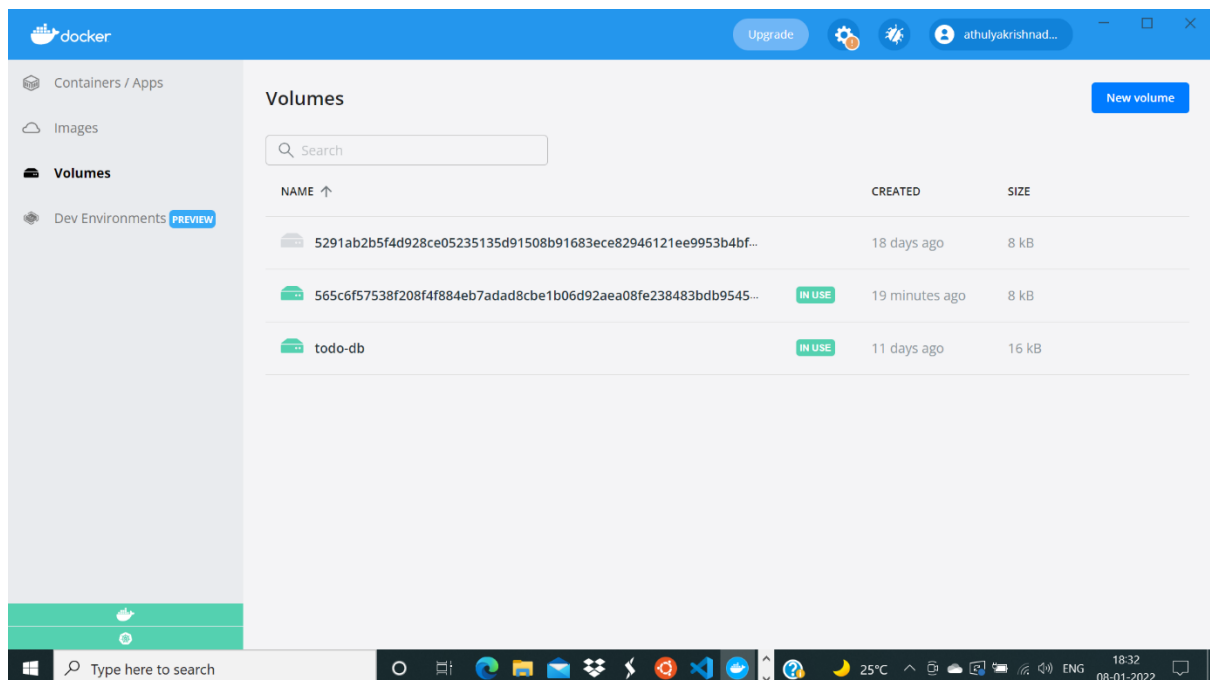 docker
Upgrade
athulyakrishnad...
Containers / Apps
Images
Volumes
Dev Environments PREVIEW
Volumes
New volume
Search
NAME CREATED SIZE
5291ab2b5f4d928ce05235135d91508b91683ece82946121ee9953b4bf... 18 days ago 8 kB
565c6f57538f208f4f884eb7adad8cbe1b06d92aea08fe238483bdb9545... IN USE 19 minutes ago 8 kB
todo-db IN USE 11 days ago 16 kB
Type here to search
25°C
ENG
18:32
08-01-2022